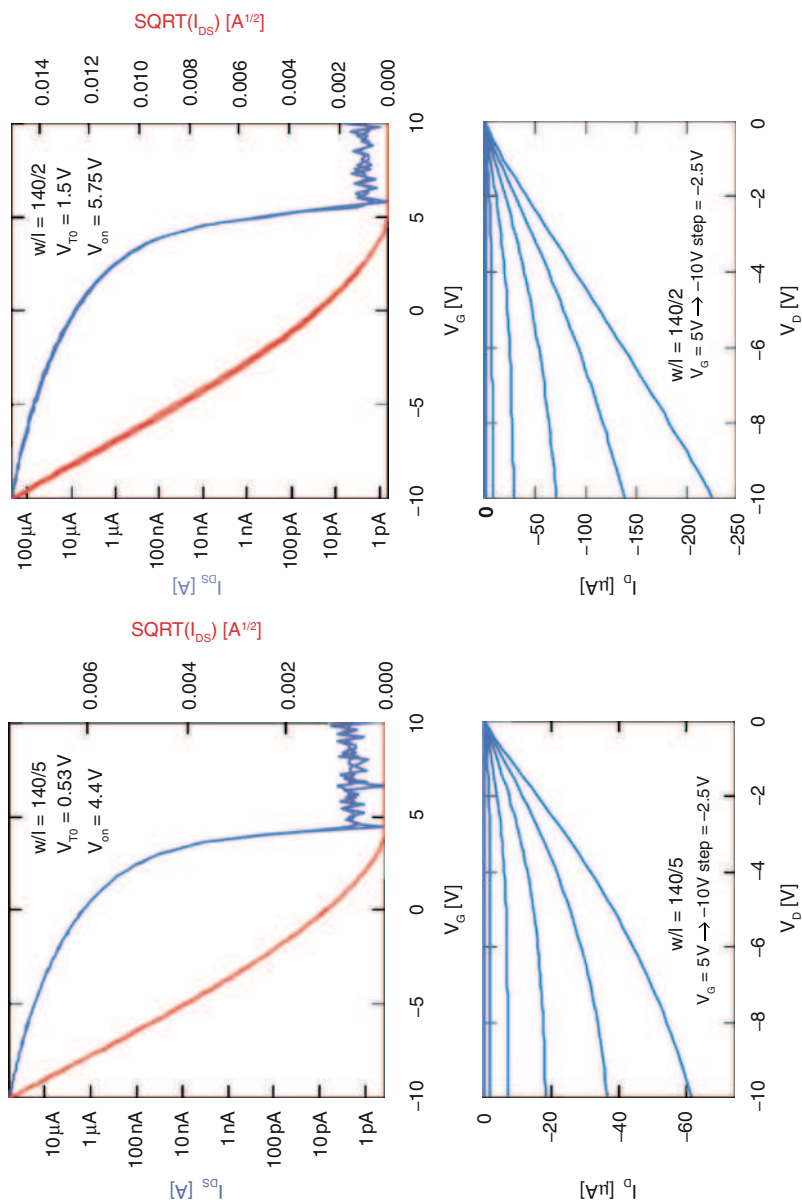 SQRT(I_DS) [A^1/2]
0.014
0.012
0.010
0.008
0.006
0.004
0.002
0.000
w/l = 140/2
V_T0 = 1.5V
V_on = 5.75V
100µA
10µA
1µA
100nA
10nA
1nA
100pA
10pA
1pA
I_DS [A]
−10
−5
0
5
10
V_G [V]
0
−50
−100
−150
−200
−250
I_D [µA]
w/l = 140/2
V_G = 5V → −10V step = −2.5V
−10
−8
−6
−4
−2
0
V_D [V]
SQRT(I_DS) [A^1/2]
0.006
0.004
0.002
0.000
w/l = 140/5
V_T0 = 0.53V
V_on = 4.4V
10µA
1µA
100nA
10nA
1nA
100pA
10pA
1pA
I_DS [A]
−10
−5
0
5
10
V_G [V]
0
−20
−40
−60
I_D [µA]
w/l = 140/5
V_G = 5V → −10V step = −2.5V
−10
−8
−6
−4
−2
0
V_D [V]